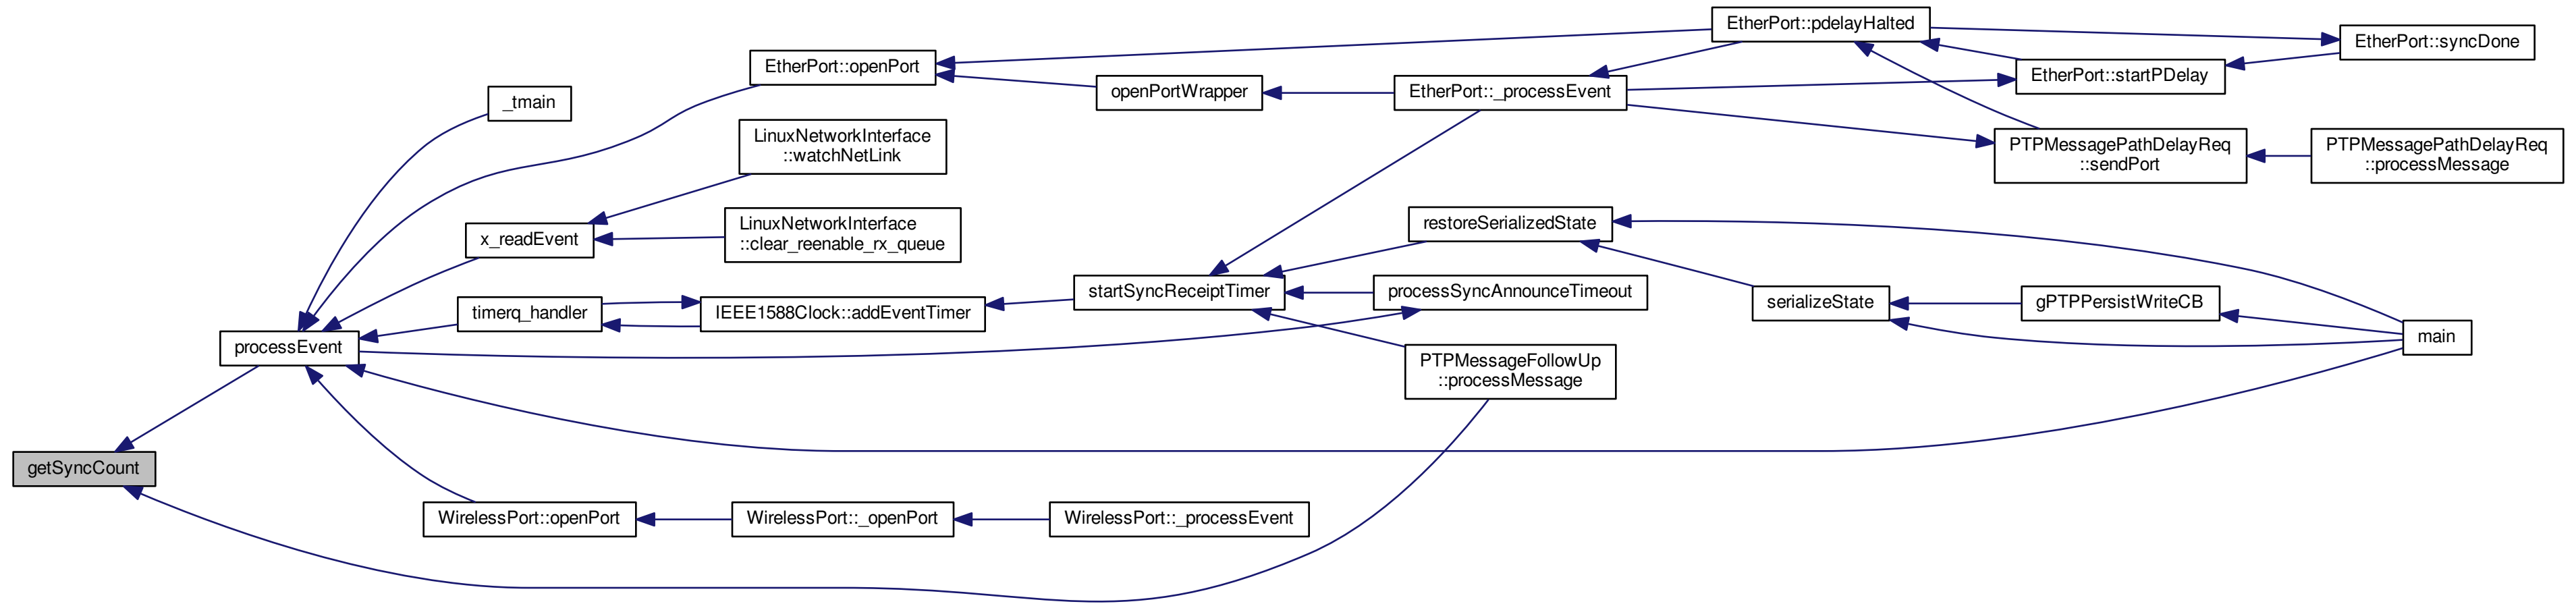 EtherPort::pdelayHalted
EtherPort::syncDone
EtherPort::openPort
EtherPort::startPDelay
_tmain
openPortWrapper
EtherPort::_processEvent
LinuxNetworkInterface
::watchNetLink
PTPMessagePathDelayReq
::sendPort
PTPMessagePathDelayReq
::processMessage
x_readEvent
LinuxNetworkInterface
::clear_reenable_rx_queue
restoreSerializedState
timerq_handler
IEEE1588Clock::addEventTimer
startSyncReceiptTimer
processSyncAnnounceTimeout
serializeState
gPTPPersistWriteCB
main
processEvent
PTPMessageFollowUp
::processMessage
getSyncCount
WirelessPort::openPort
WirelessPort::_openPort
WirelessPort::_processEvent